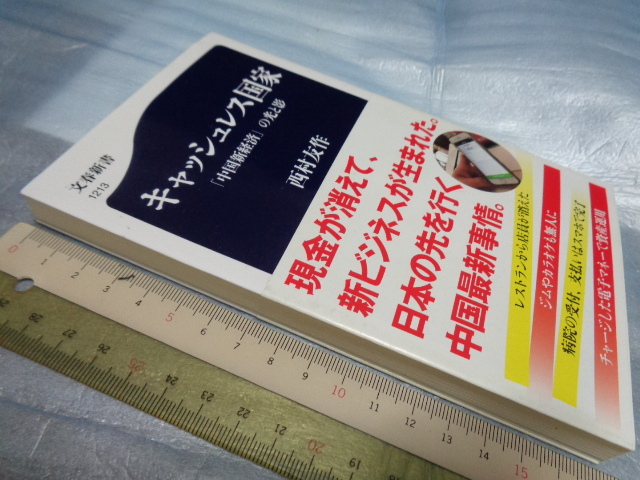 文春新書
1213
キャッシュレス国家
「中国新経済」の光と影
西村友作
現金が消えて、
新ビジネスが生まれた。
日本の先を行く
中国最新事情。
レストランから店員が消えた
ジムやカラオケも無人に
病院の受付、支払いはスマホで完了
チャージした電子マネーで資産運用
0
5
10
15
20